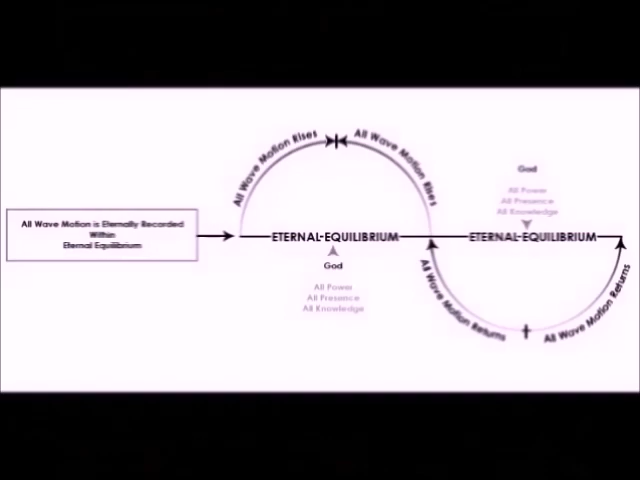 All Wave Motion Rises
All Wave Motion Rises
God
All Power
All Presence
All Knowledge
All Wave Motion is Eternally Recorded
Within
Eternal Equilibrium
ETERNAL-EQUILIBRIUM
ETERNAL-EQUILIBRIUM
God
All Power
All Presence
All Knowledge
All Wave Motion Returns
All Wave Motion Returns